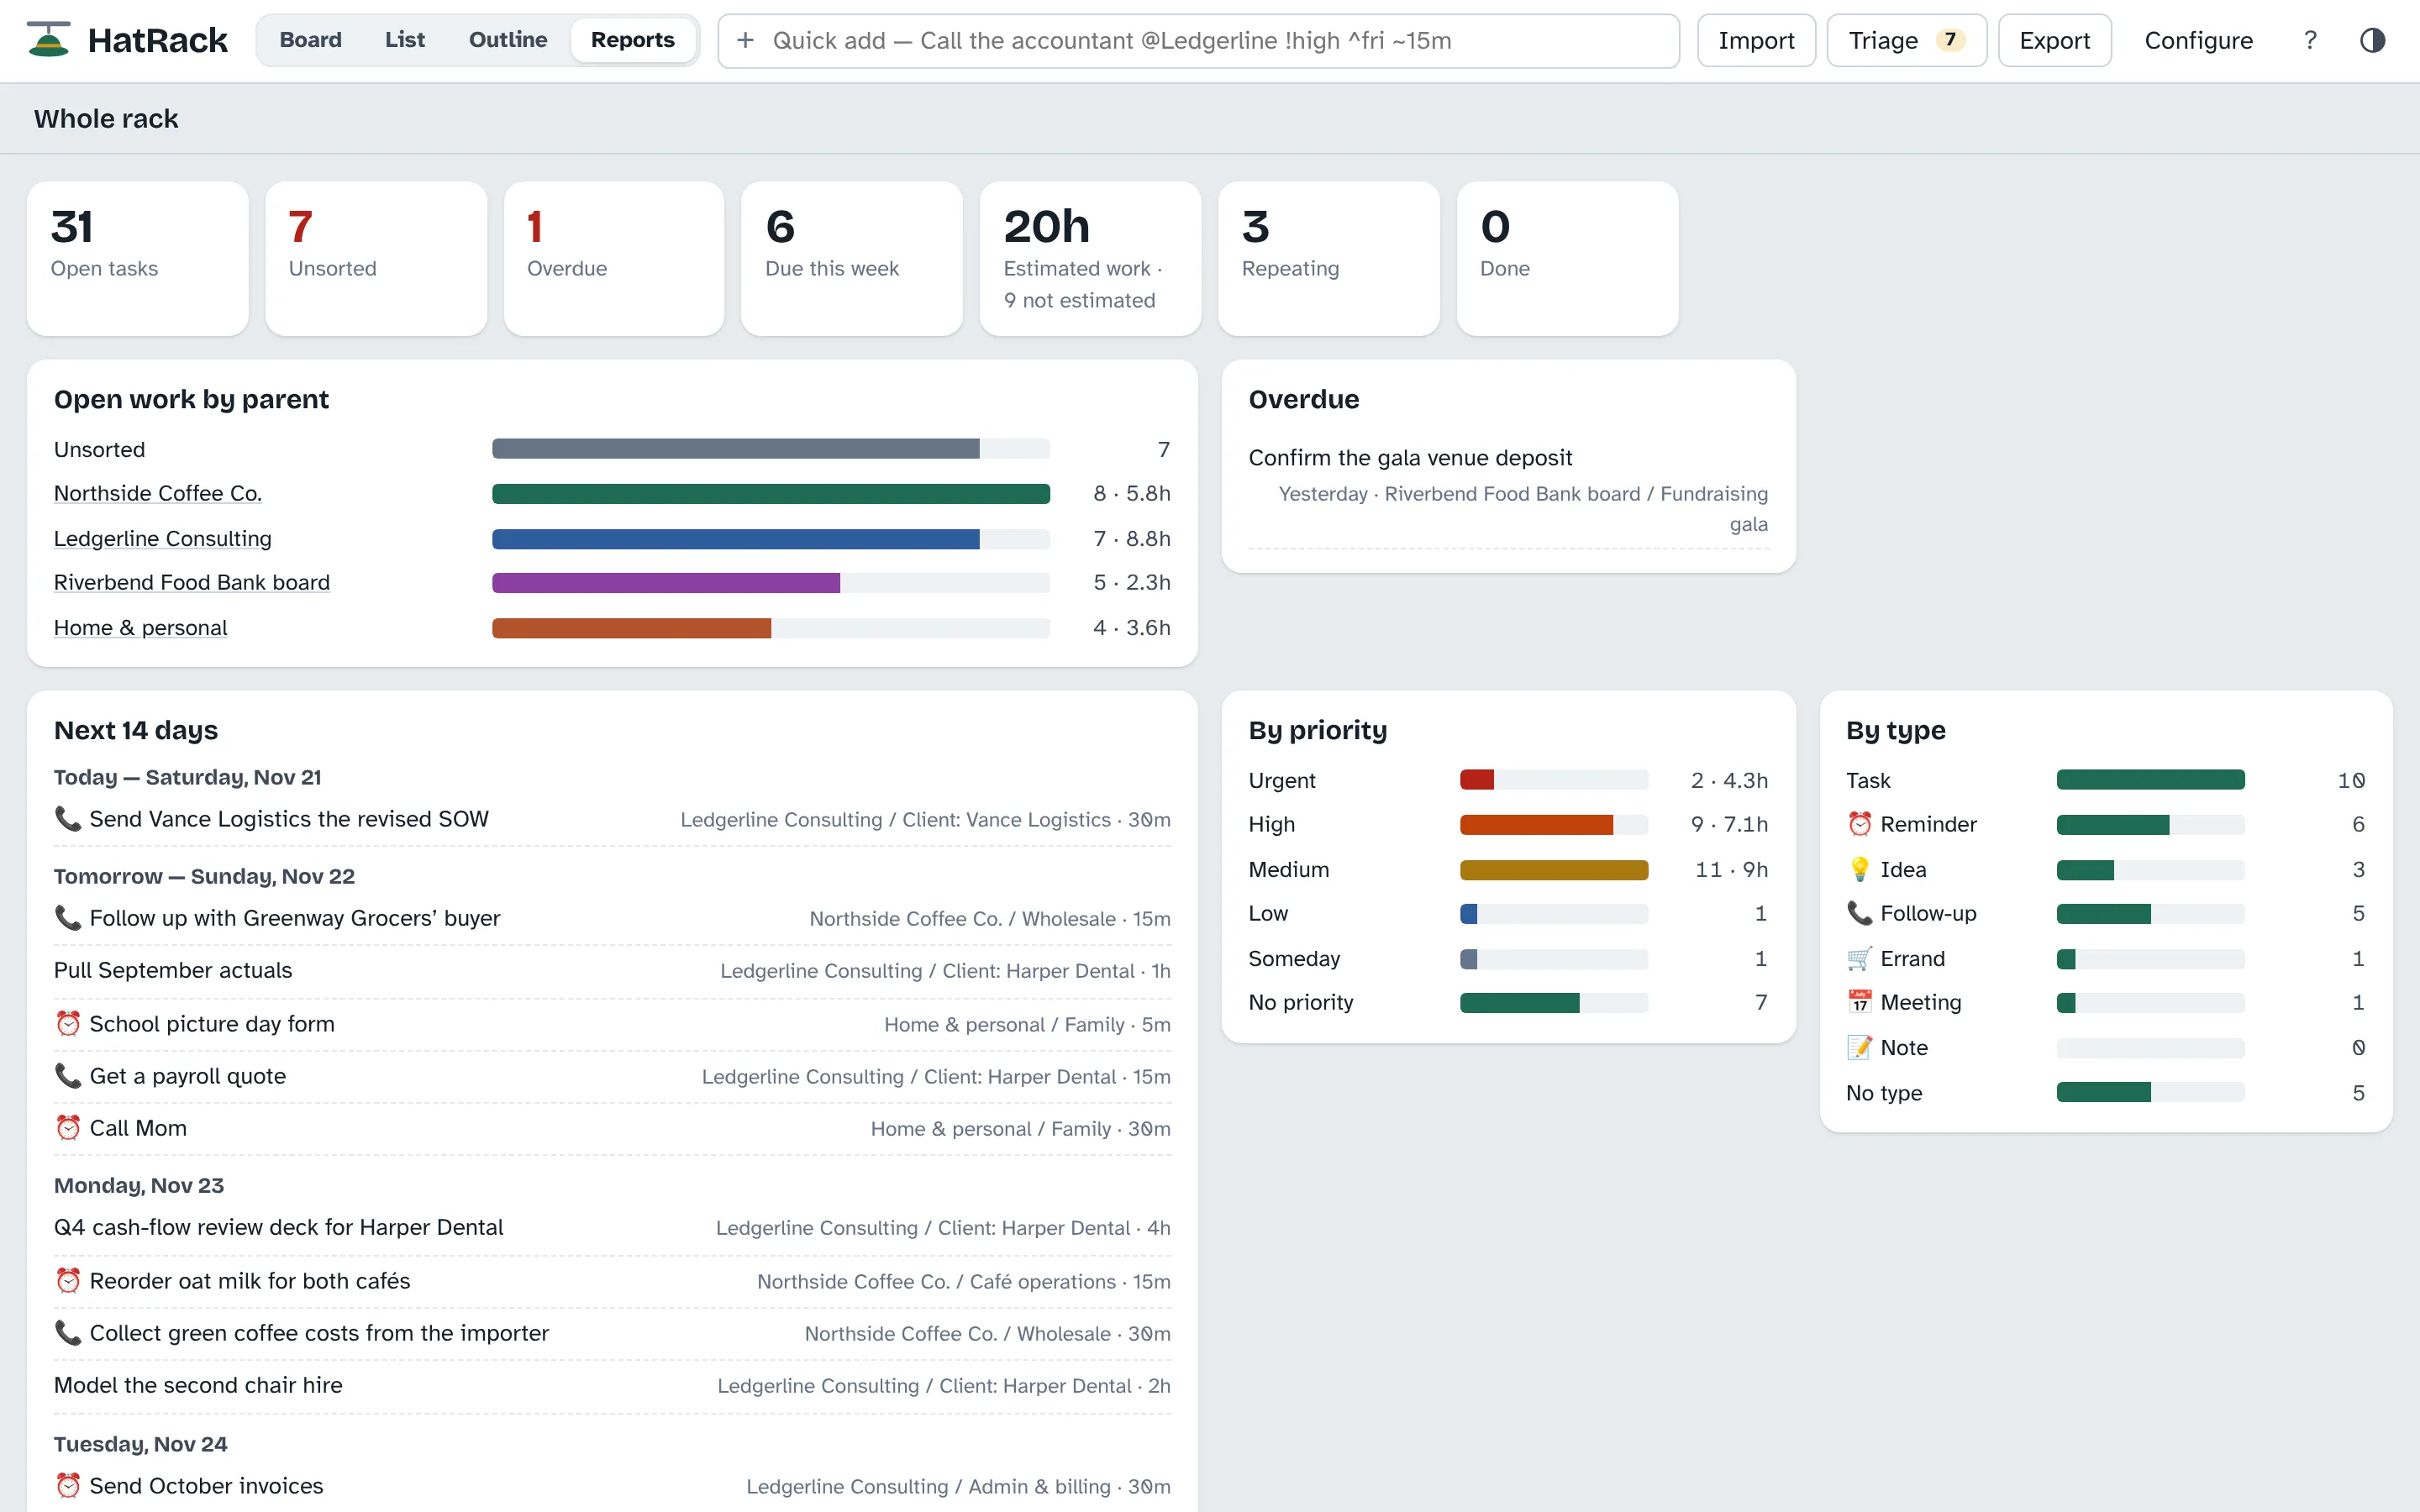 HatRack
Board
List
Outline
Reports
+ Quick add — Call the accountant @Ledgerline !high ^fri ~15m
Import
Triage 7
Export
Configure
?
Whole rack
31
Open tasks
7
Unsorted
1
Overdue
6
Due this week
20h
Estimated work ·
9 not estimated
3
Repeating
0
Done
Open work by parent
Unsorted 7
Northside Coffee Co. 8 · 5.8h
Ledgerline Consulting 7 · 8.8h
Riverbend Food Bank board 5 · 2.3h
Home & personal 4 · 3.6h
Overdue
Confirm the gala venue deposit
Yesterday · Riverbend Food Bank board / Fundraising
gala
Next 14 days
Today — Saturday, Nov 21
📞 Send Vance Logistics the revised SOW Ledgerline Consulting / Client: Vance Logistics · 30m
Tomorrow — Sunday, Nov 22
📞 Follow up with Greenway Grocers’ buyer Northside Coffee Co. / Wholesale · 15m
Pull September actuals Ledgerline Consulting / Client: Harper Dental · 1h
⏰ School picture day form Home & personal / Family · 5m
📞 Get a payroll quote Ledgerline Consulting / Client: Harper Dental · 15m
⏰ Call Mom Home & personal / Family · 30m
Monday, Nov 23
Q4 cash-flow review deck for Harper Dental Ledgerline Consulting / Client: Harper Dental · 4h
⏰ Reorder oat milk for both cafés Northside Coffee Co. / Café operations · 15m
📞 Collect green coffee costs from the importer Northside Coffee Co. / Wholesale · 30m
Model the second chair hire Ledgerline Consulting / Client: Harper Dental · 2h
Tuesday, Nov 24
⏰ Send October invoices Ledgerline Consulting / Admin & billing · 30m
By priority
Urgent 2 · 4.3h
High 9 · 7.1h
Medium 11 · 9h
Low 1
Someday 1
No priority 7
By type
Task 10
⏰ Reminder 6
💡 Idea 3
📞 Follow-up 5
🛒 Errand 1
📅 Meeting 1
📝 Note 0
No type 5